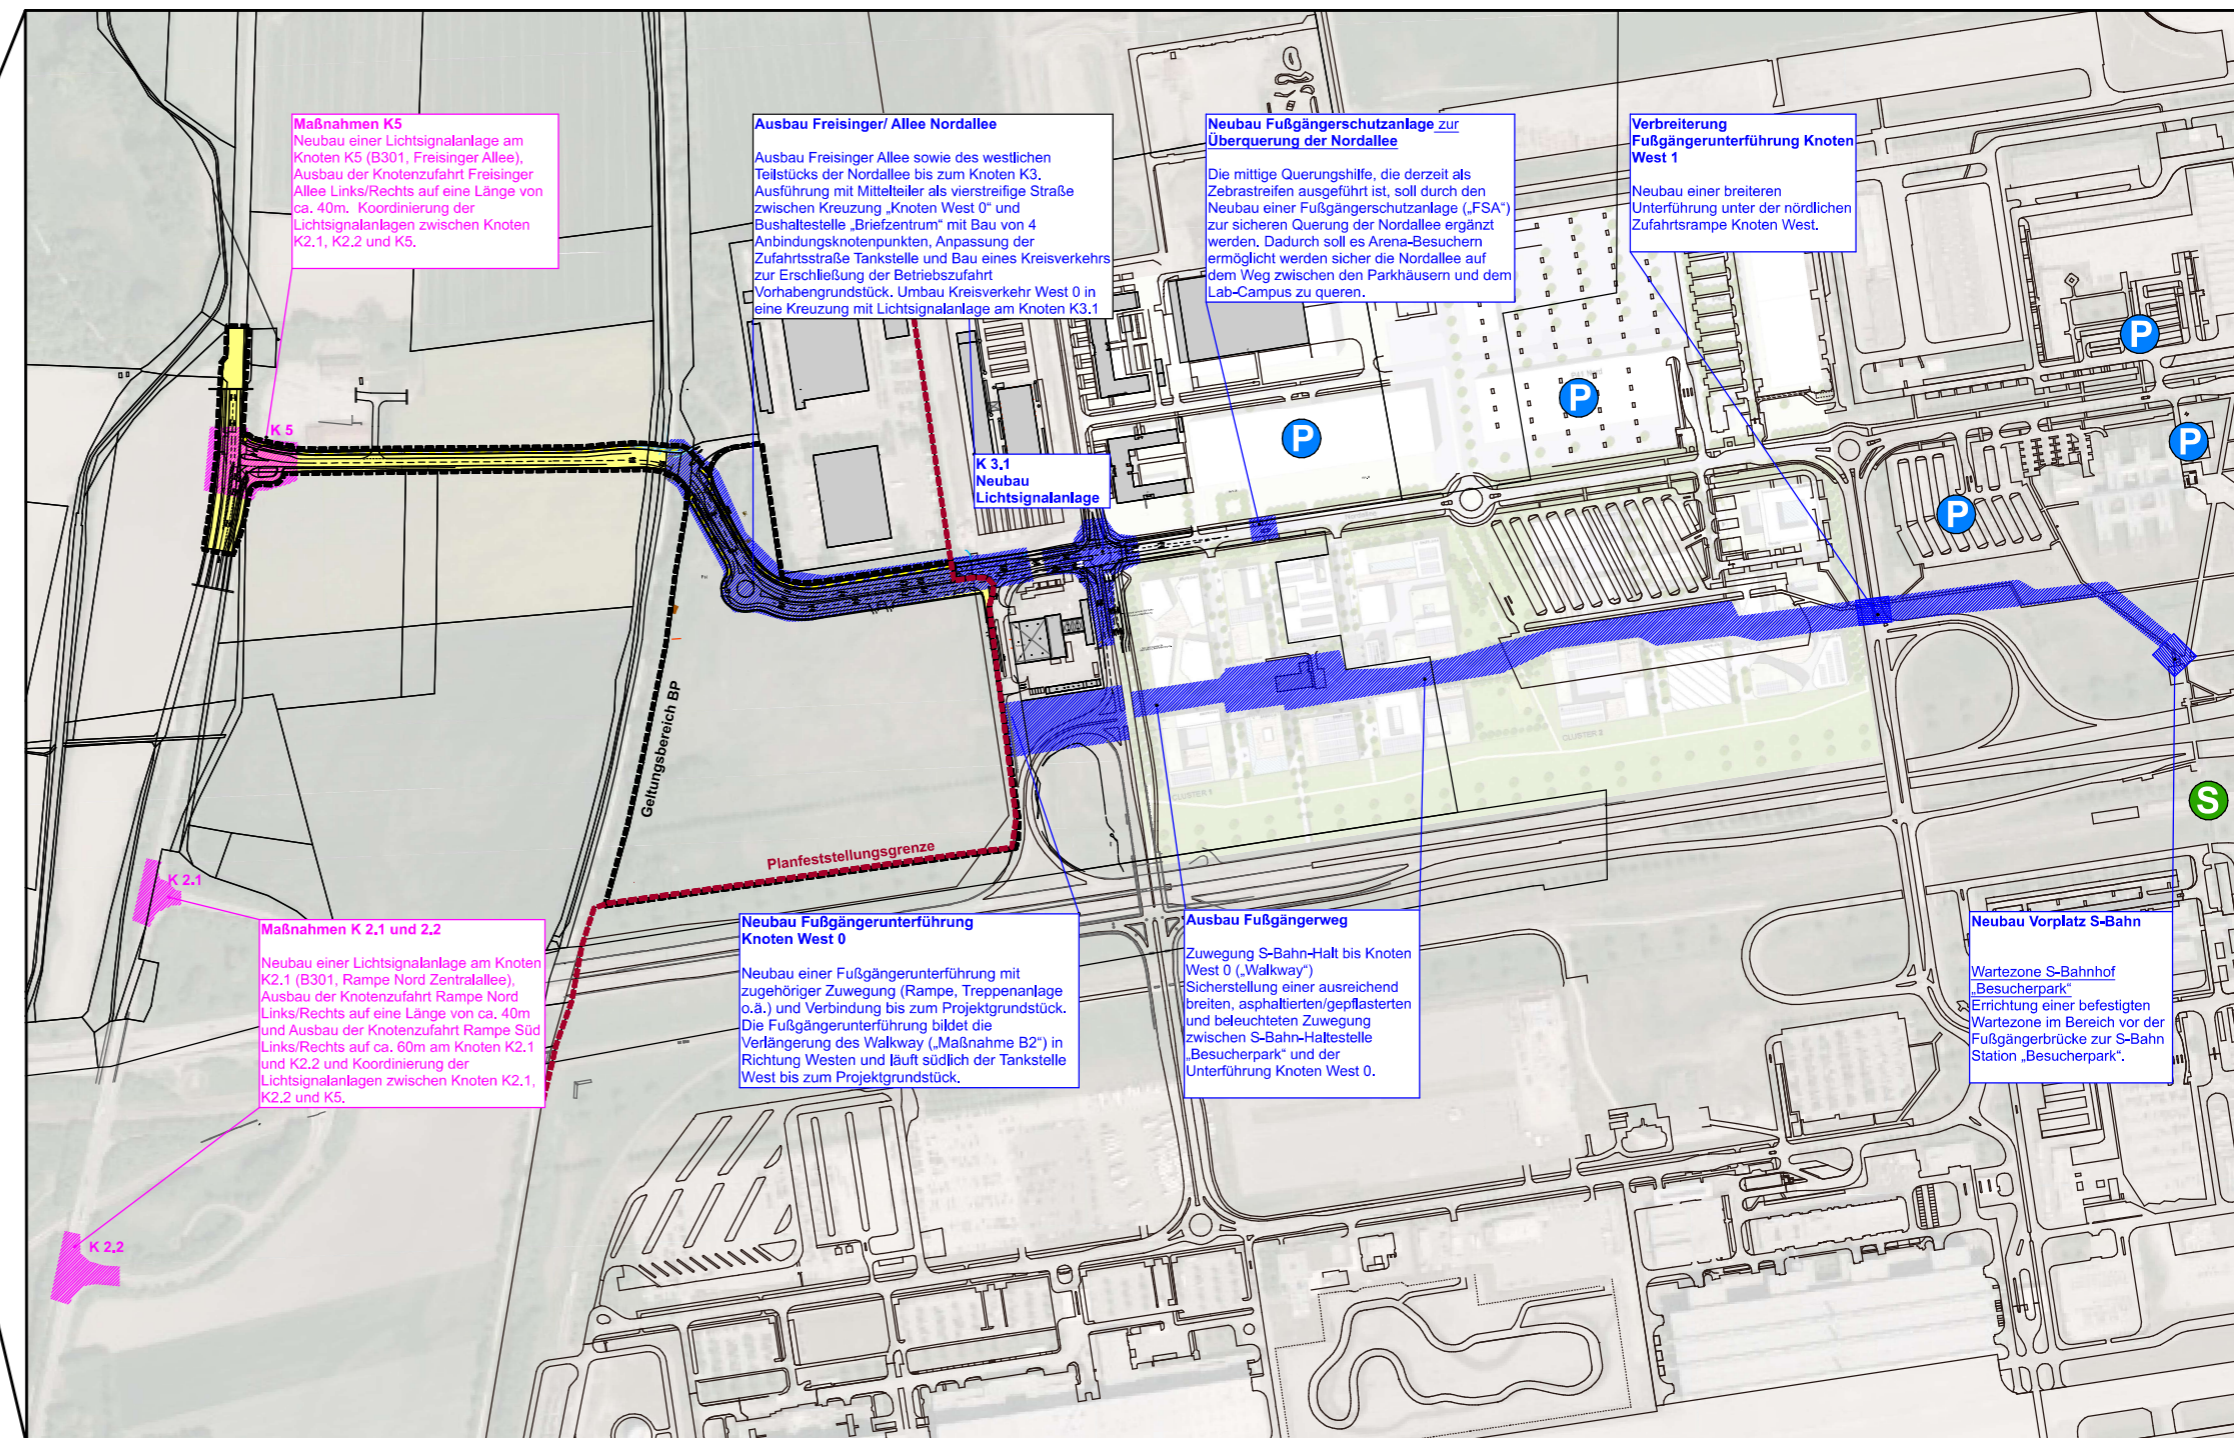 Maßnahmen K5
Neubau einer Lichtsignalanlage am
Knoten K5 (B301, Freisinger Allee),
Ausbau der Knotenzufahrt Freisinger
Allee Links/Rechts auf eine Länge von
ca. 40m. Koordinierung der
Lichtsignalanlagen zwischen Knoten
K2.1, K2.2 und K5.
Ausbau Freisinger/ Allee Nordallee
Ausbau Freisinger Allee sowie des westlichen
Teilstücks der Nordallee bis zum Knoten K3.
Ausführung mit Mittelteiler als vierstreifige Straße
zwischen Kreuzung „Knoten West 0" und
Bushaltestelle „Briefzentrum" mit Bau von 4
Anbindungsknotenpunkten, Anpassung der
Zufahrtsstraße Tankstelle und Bau eines Kreisverkehrs
zur Erschließung der Betriebszufahrt
Vorhabengrundstück. Umbau Kreisverkehr West 0 in
eine Kreuzung mit Lichtsignalanlage am Knoten K3.1
Neubau Fußgängerschutzanlage zur
Überquerung der Nordallee
Die mittige Querungshilfe, die derzeit als
Zebrastreifen ausgeführt ist, soll durch den
Neubau einer Fußgängerschutzanlage („FSA")
zur sicheren Querung der Nordallee ergänzt
werden. Dadurch soll es Arena-Besuchern
ermöglicht werden sicher die Nordallee auf
dem Weg zwischen den Parkhäusern und dem
Lab-Campus zu queren.
Verbreiterung
Fußgängerunterführung Knoten
West 1
Neubau einer breiteren
Unterführung unter der nördlichen
Zufahrtsrampe Knoten West.
P
P
P
P
P
K 5
K 3.1
Neubau
Lichtsignalanlage
Geltungsbereich BP
Planfeststellungsgrenze
CLUSTER 1
CLUSTER 2
S
K 2.1
Maßnahmen K 2.1 und 2.2
Neubau einer Lichtsignalanlage am Knoten
K2.1 (B301, Rampe Nord Zentralallee),
Ausbau der Knotenzufahrt Rampe Nord
Links/Rechts auf eine Länge von ca. 40m
und Ausbau der Knotenzufahrt Rampe Süd
Links/Rechts auf ca. 60m am Knoten K2.1
und K2.2 und Koordinierung der
Lichtsignalanlagen zwischen Knoten K2.1,
K2.2 und K5.
Neubau Fußgängerunterführung
Knoten West 0
Neubau einer Fußgängerunterführung mit
zugehöriger Zuwegung (Rampe, Treppenanlage
o.ä.) und Verbindung bis zum Projektgrundstück.
Die Fußgängerunterführung bildet die
Verlängerung des Walkway („Maßnahme B2") in
Richtung Westen und läuft südlich der Tankstelle
West bis zum Projektgrundstück.
Ausbau Fußgängerweg
Zuwegung S-Bahn-Halt bis Knoten
West 0 („Walkway")
Sicherstellung einer ausreichend
breiten, asphaltierten/gepflasterten
und beleuchteten Zuwegung
zwischen S-Bahn-Haltestelle
„Besucherpark" und der
Unterführung Knoten West 0.
Neubau Vorplatz S-Bahn
Wartezone S-Bahnhof
„Besucherpark"
Errichtung einer befestigten
Wartezone im Bereich vor der
Fußgängerbrücke zur S-Bahn
Station „Besucherpark".
K 2.2